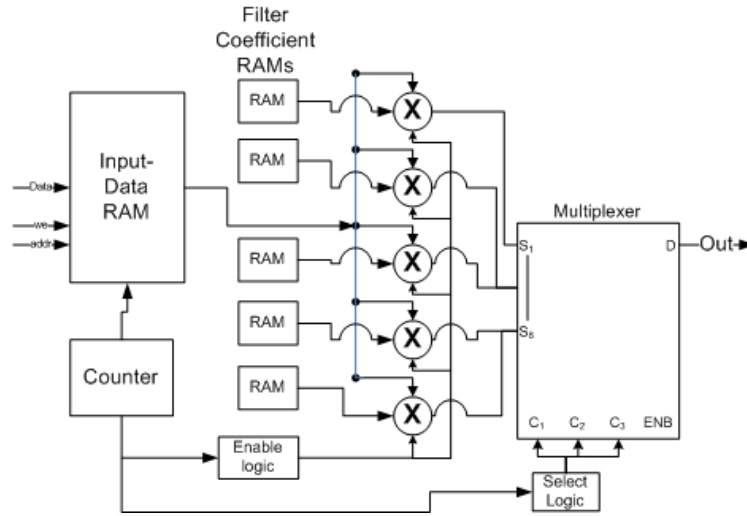 Filter
Coefficient
RAMs
RAM
RAM
RAM
RAM
RAM
X
X
X
X
X
Input-
Data
RAM
Data
we
addr
Counter
Enable
logic
Multiplexer
S1
S5
D
Out
C1
C2
C3
ENB
Select
Logic